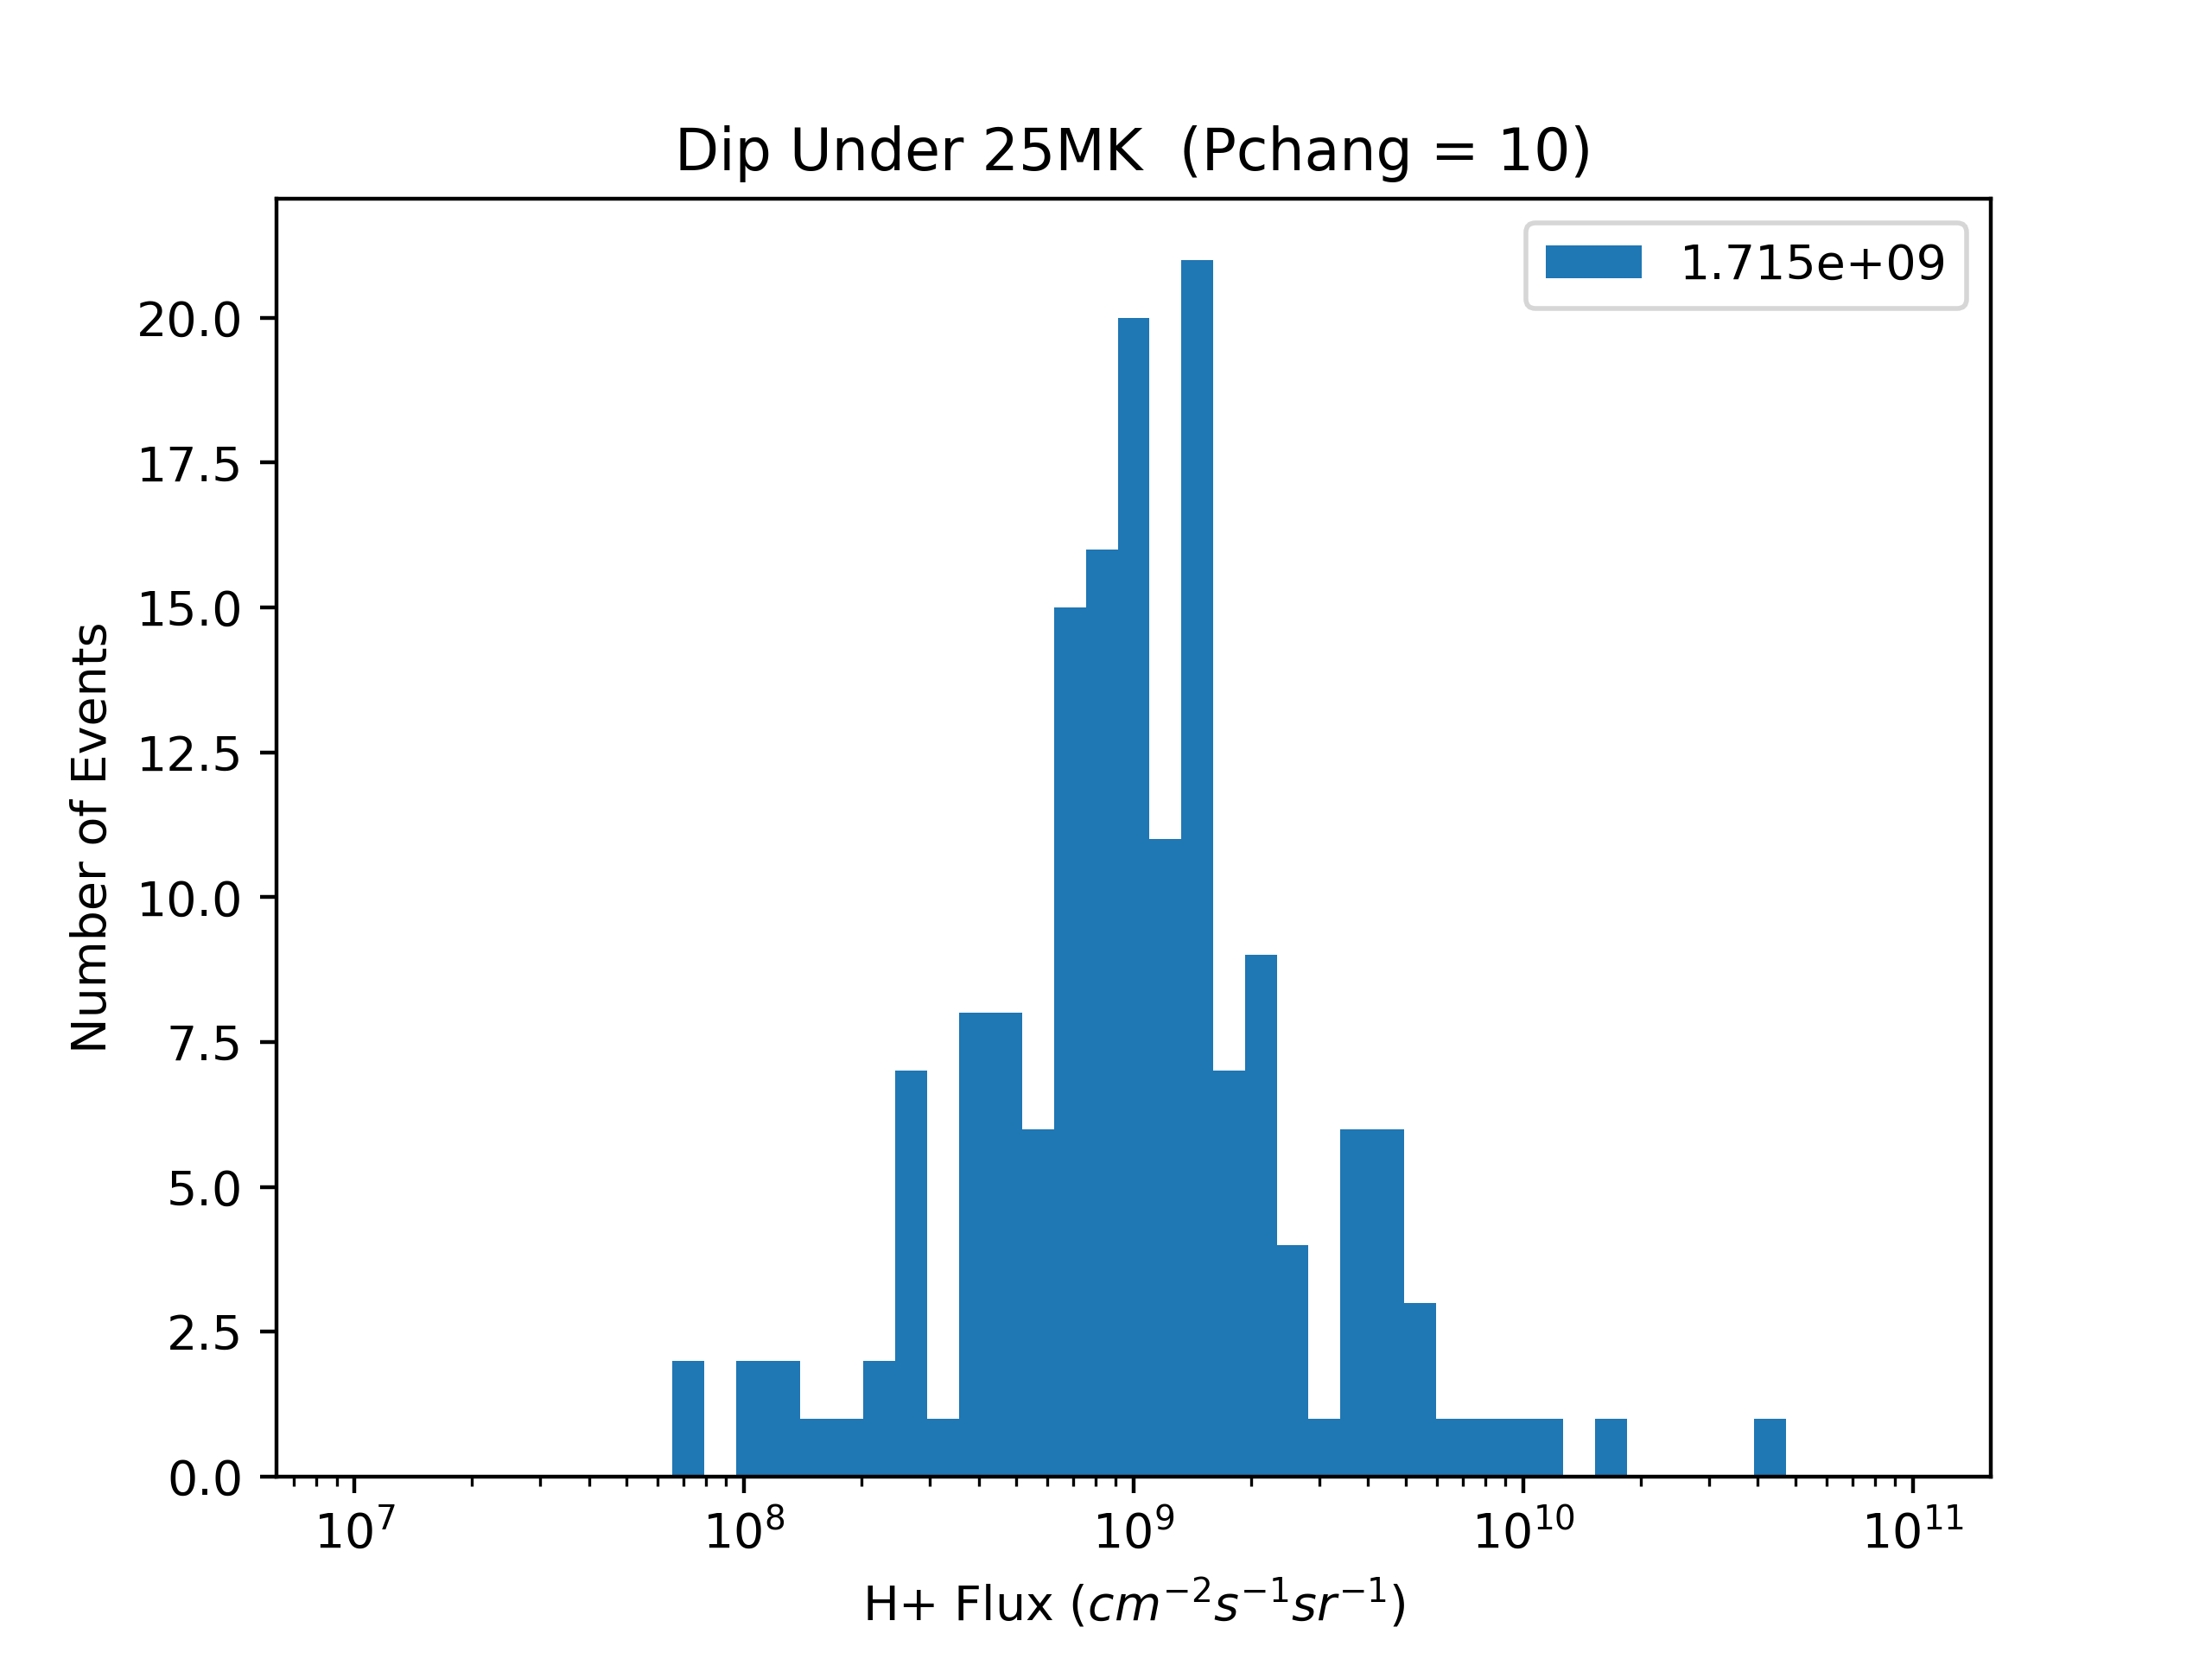 Dip Under 25MK  (Pchang = 10)
1.715e+09
20.0
17.5
15.0
12.5
10.0
7.5
5.0
2.5
0.0
Number of Events
10⁷ 10⁸ 10⁹ 10¹⁰ 10¹¹
H+ Flux (cm⁻²s⁻¹sr⁻¹)